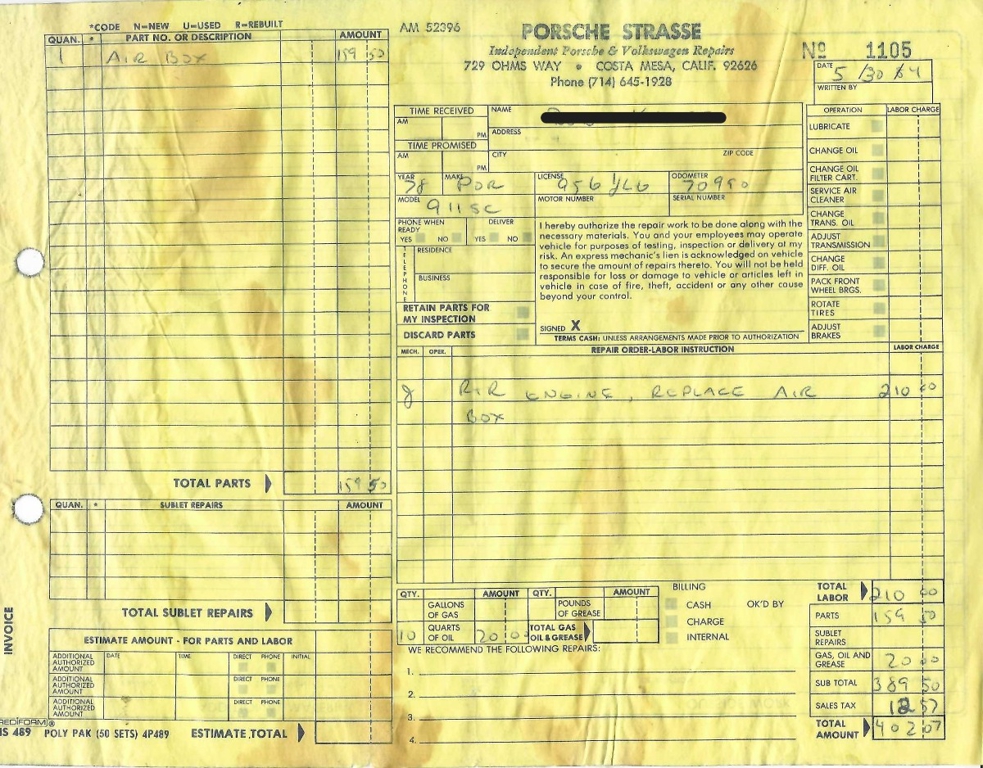 *CODE N=NEW U=USED R=REBUILT
QUAN. * PART NO. OR DESCRIPTION AMOUNT
1 AIR BOX 159 50
TOTAL PARTS 159 50
QUAN. * SUBLET REPAIRS AMOUNT
TOTAL SUBLET REPAIRS
ESTIMATE AMOUNT - FOR PARTS AND LABOR
ADDITIONAL AUTHORIZED AMOUNT DATE TIME DIRECT PHONE INITIAL
ADDITIONAL AUTHORIZED AMOUNT DIRECT PHONE
ADDITIONAL AUTHORIZED AMOUNT DIRECT PHONE
ESTIMATE TOTAL
INVOICE
REDIFORM®
POLY PAK (50 SETS) 4P489
AM 52396
PORSCHE STRASSE
Independent Porsche & Volkswagen Repairs
729 OHMS WAY • COSTA MESA, CALIF. 92626
Phone (714) 645-1928
Nº 1105
DATE 5/30/84
WRITTEN BY
TIME RECEIVED
AM PM
TIME PROMISED
AM PM
NAME
ADDRESS
CITY ZIP CODE
YEAR 78 MAKE POR LICENSE ODOMETER
MODEL 911SC MOTOR NUMBER SERIAL NUMBER
PHONE WHEN READY YES NO
DELIVER YES NO
TELEPHONE
RESIDENCE
BUSINESS
RETAIN PARTS FOR
MY INSPECTION
DISCARD PARTS
I hereby authorize the repair work to be done along with the
necessary materials. You and your employees may operate
vehicle for purposes of testing, inspection or delivery at my
risk. An express mechanic's lien is acknowledged on vehicle
to secure the amount of repairs thereto. You will not be held
responsible for loss or damage to vehicle or articles left in
vehicle in case of fire, theft, accident or any other cause
beyond your control.
SIGNED X
TERMS CASH: UNLESS ARRANGEMENTS MADE PRIOR TO AUTHORIZATION
OPERATION LABOR CHARGE
LUBRICATE
CHANGE OIL
CHANGE OIL FILTER CART.
SERVICE AIR CLEANER
CHANGE TRANS. OIL
ADJUST TRANSMISSION
CHANGE DIFF. OIL
PACK FRONT WHEEL BRGS.
ROTATE TIRES
ADJUST BRAKES
MECH. OPER. REPAIR ORDER-LABOR INSTRUCTION LABOR CHARGE
R&R ENGINE, REPLACE AIR 210 00
BOX
QTY. AMOUNT QTY. AMOUNT
GALLONS OF GAS POUNDS OF GREASE
10 QUARTS OF OIL 20 00 TOTAL GAS OIL & GREASE
BILLING
CASH OK'D BY
CHARGE
INTERNAL
WE RECOMMEND THE FOLLOWING REPAIRS:
1.
2.
3.
4.
TOTAL LABOR 210 00
PARTS 159 50
SUBLET REPAIRS
GAS, OIL AND GREASE 20 00
SUB TOTAL 389 50
SALES TAX 12 57
TOTAL AMOUNT 402 07